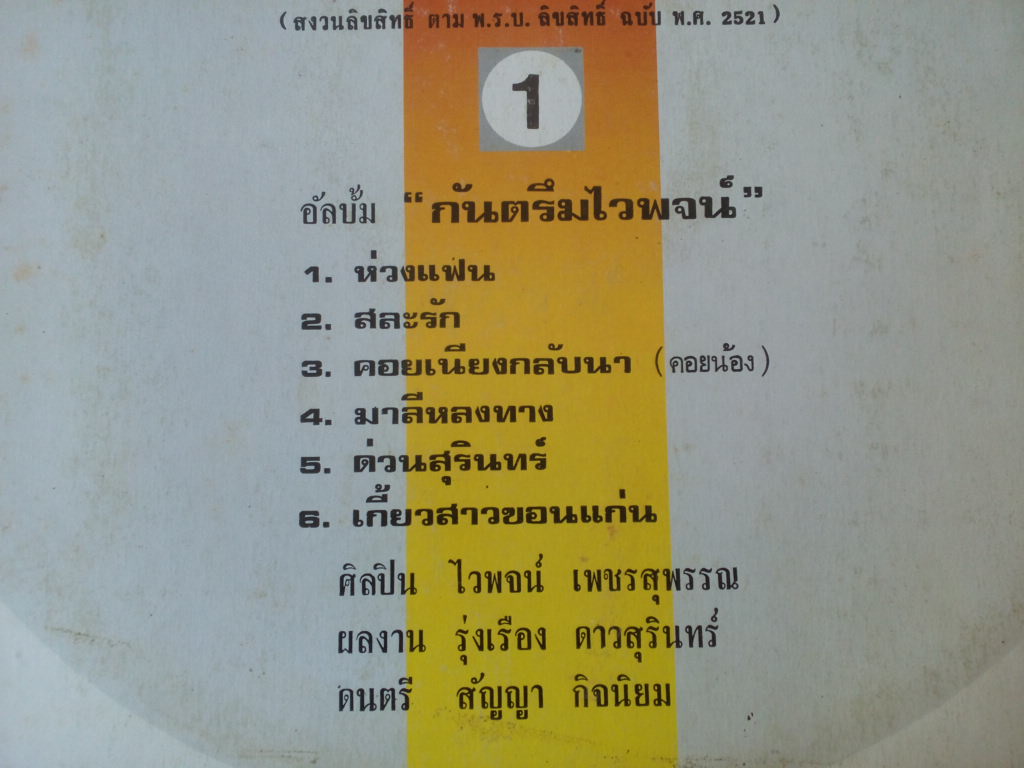 (สงวนลิขสิทธิ์ ตาม พ.ร.บ. ลิขสิทธิ์ ฉบับ พ.ศ. 2521)
1
อัลบั้ม “กันตรึมไวพจน์”
1. ห่วงแฟน
2. สละรัก
3. คอยเนียงกลับนา (คอยน้อง)
4. มาลีหลงทาง
5. ด่วนสุรินทร์
6. เกี้ยวสาวขอนแก่น
ศิลปิน ไวพจน์ เพชรสุพรรณ
ผลงาน รุ่งเรือง ดาวสุรินทร์
ดนตรี สัญญา กิจนิยม